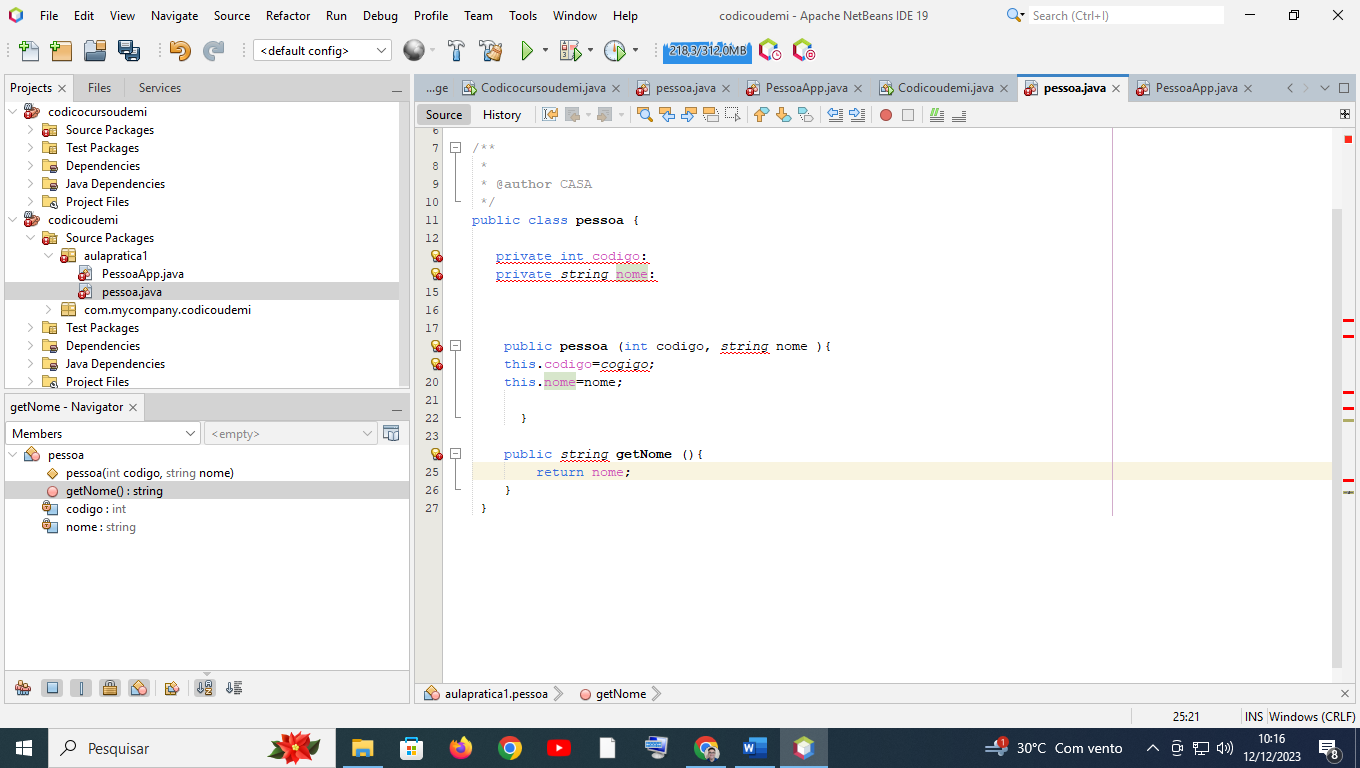 File Edit View Navigate Source Refactor Run Debug Profile Team Tools Window Help
codicoudemi - Apache NetBeans IDE 19
Search (Ctrl+I)
<default config>
218,3/312,0MB
Projects Files Services
codicocursoudemi
Source Packages
Test Packages
Dependencies
Java Dependencies
Project Files
codicoudemi
Source Packages
aulapratica1
PessoaApp.java
pessoa.java
com.mycompany.codicoudemi
Test Packages
Dependencies
Java Dependencies
Project Files
getNome - Navigator
Members <empty>
pessoa
pessoa(int codigo, string nome)
getNome() : string
codigo : int
nome : string
...ge Codicocursoudemi.java pessoa.java PessoaApp.java Codicoudemi.java pessoa.java PessoaApp.java
Source History
6
7 /**
8 *
9 * @author CASA
10 */
11 public class pessoa {
12
private int codigo:
private string nome:
15
16
17
public pessoa (int codigo, string nome ){
this.codigo=cogigo;
20 this.nome=nome;
21
22 }
23
public string getNome (){
25 return nome;
26 }
27 }
aulapratica1.pessoa getNome
25:21 INS Windows (CRLF)
Pesquisar
W
1
30°C Com vento
10:16
12/12/2023
8